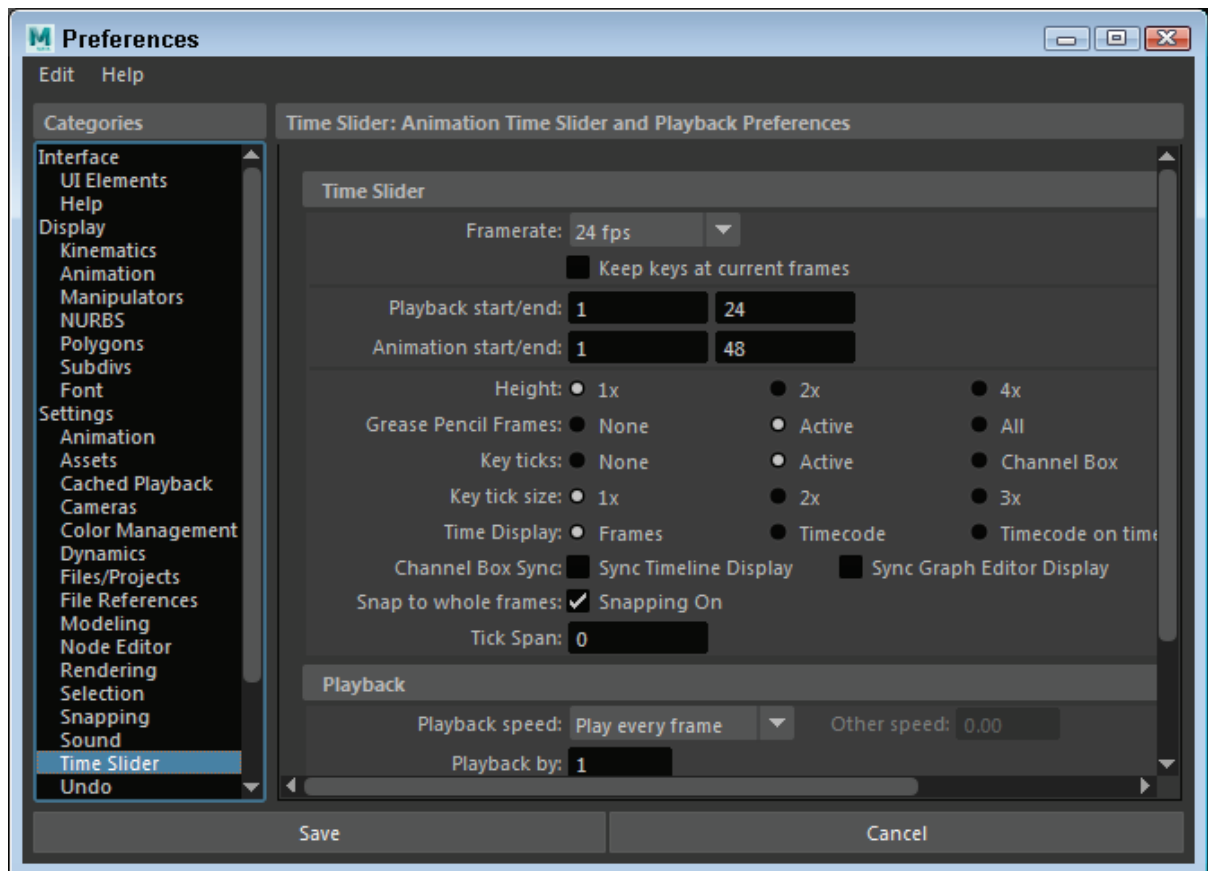 Preferences
Edit Help
Categories
Interface
UI Elements
Help
Display
Kinematics
Animation
Manipulators
NURBS
Polygons
Subdivs
Font
Settings
Animation
Assets
Cached Playback
Cameras
Color Management
Dynamics
Files/Projects
File References
Modeling
Node Editor
Rendering
Selection
Snapping
Sound
Time Slider
Undo
Time Slider: Animation Time Slider and Playback Preferences
Time Slider
Framerate: 24 fps
Keep keys at current frames
Playback start/end: 1 24
Animation start/end: 1 48
Height: 1x 2x 4x
Grease Pencil Frames: None Active All
Key ticks: None Active Channel Box
Key tick size: 1x 2x 3x
Time Display: Frames Timecode Timecode on time
Channel Box Sync: Sync Timeline Display Sync Graph Editor Display
Snap to whole frames: Snapping On
Tick Span: 0
Playback
Playback speed: Play every frame Other speed: 0.00
Playback by: 1
Save Cancel